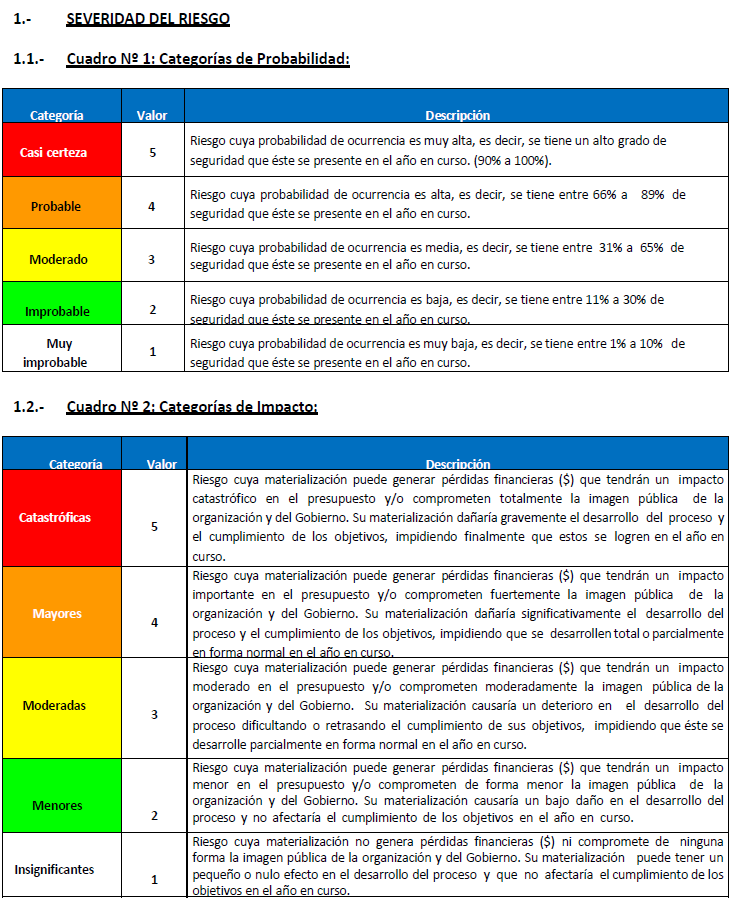 1.- SEVERIDAD DEL RIESGO
1.1.- Cuadro Nº 1: Categorías de Probabilidad:
Categoría Valor Descripción
Casi certeza 5 Riesgo cuya probabilidad de ocurrencia es muy alta, es decir, se tiene un alto grado de
seguridad que éste se presente en el año en curso. (90% a 100%).
Probable 4 Riesgo cuya probabilidad de ocurrencia es alta, es decir, se tiene entre 66% a 89% de
seguridad que éste se presente en el año en curso.
Moderado 3 Riesgo cuya probabilidad de ocurrencia es media, es decir, se tiene entre 31% a 65% de
seguridad que éste se presente en el año en curso.
Improbable 2 Riesgo cuya probabilidad de ocurrencia es baja, es decir, se tiene entre 11% a 30% de
seguridad que éste se presente en el año en curso.
Muy
improbable 1 Riesgo cuya probabilidad de ocurrencia es muy baja, es decir, se tiene entre 1% a 10% de
seguridad que éste se presente en el año en curso.
1.2.- Cuadro Nº 2: Categorías de Impacto:
Categoría Valor Descripción
Catastróficas 5 Riesgo cuya materialización puede generar pérdidas financieras ($) que tendrán un impacto
catastrófico en el presupuesto y/o comprometen totalmente la imagen pública de la
organización y del Gobierno. Su materialización dañaría gravemente el desarrollo del proceso y
el cumplimiento de los objetivos, impidiendo finalmente que estos se logren en el año en
curso.
Mayores 4 Riesgo cuya materialización puede generar pérdidas financieras ($) que tendrán un impacto
importante en el presupuesto y/o comprometen fuertemente la imagen pública de la
organización y del Gobierno. Su materialización dañaría significativamente el desarrollo del
proceso y el cumplimiento de los objetivos, impidiendo que se desarrollen total o parcialmente
en forma normal en el año en curso.
Moderadas 3 Riesgo cuya materialización puede generar pérdidas financieras ($) que tendrán un impacto
moderado en el presupuesto y/o comprometen moderadamente la imagen pública de la
organización y del Gobierno. Su materialización causaría un deterioro en el desarrollo del
proceso dificultando o retrasando el cumplimiento de sus objetivos, impidiendo que éste se
desarrolle parcialmente en forma normal en el año en curso.
Menores 2 Riesgo cuya materialización puede generar pérdidas financieras ($) que tendrán un impacto
menor en el presupuesto y/o comprometen de forma menor la imagen pública de la
organización y del Gobierno. Su materialización causaría un bajo daño en el desarrollo del
proceso y no afectaría el cumplimiento de los objetivos en el año en curso.
Insignificantes 1 Riesgo cuya materialización no genera pérdidas financieras ($) ni compromete de ninguna
forma la imagen pública de la organización y del Gobierno. Su materialización puede tener un
pequeño o nulo efecto en el desarrollo del proceso y que no afectaría el cumplimiento de los
objetivos en el año en curso.